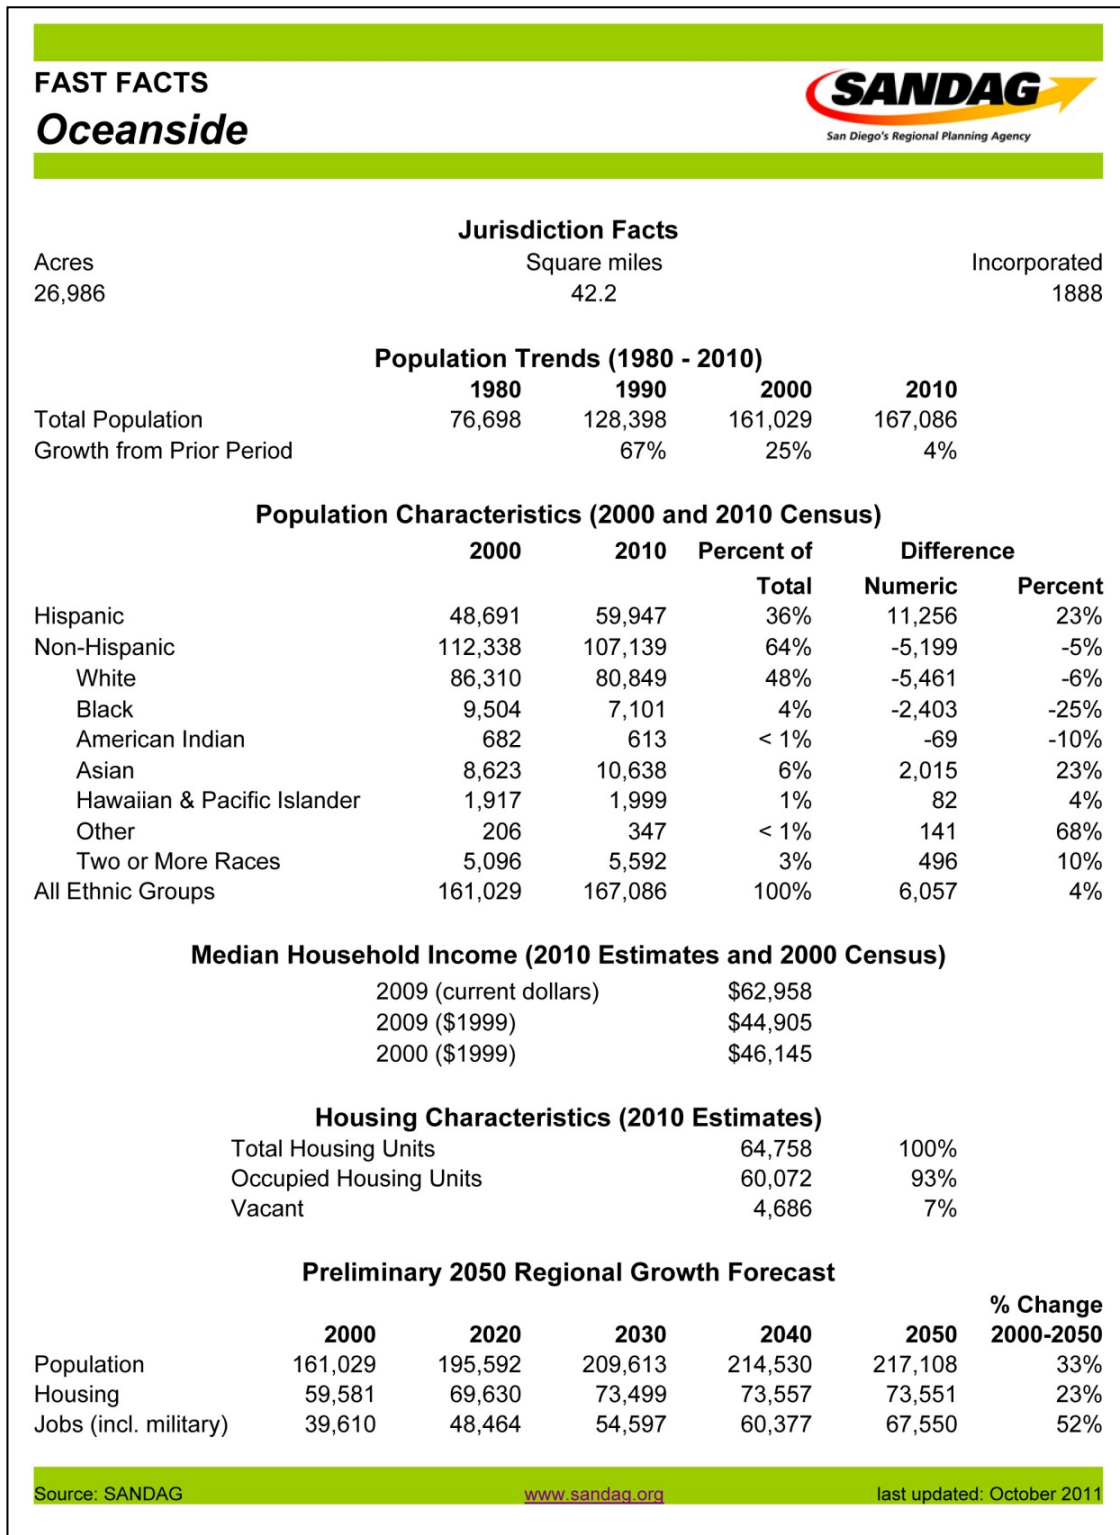 FAST FACTS
Oceanside
SANDAG
San Diego's Regional Planning Agency
Jurisdiction Facts
Acres Square miles Incorporated
26,986 42.2 1888
Population Trends (1980 - 2010)
1980 1990 2000 2010
Total Population 76,698 128,398 161,029 167,086
Growth from Prior Period 67% 25% 4%
Population Characteristics (2000 and 2010 Census)
2000 2010 Percent of Difference
Total Numeric Percent
Hispanic 48,691 59,947 36% 11,256 23%
Non-Hispanic 112,338 107,139 64% -5,199 -5%
White 86,310 80,849 48% -5,461 -6%
Black 9,504 7,101 4% -2,403 -25%
American Indian 682 613 < 1% -69 -10%
Asian 8,623 10,638 6% 2,015 23%
Hawaiian & Pacific Islander 1,917 1,999 1% 82 4%
Other 206 347 < 1% 141 68%
Two or More Races 5,096 5,592 3% 496 10%
All Ethnic Groups 161,029 167,086 100% 6,057 4%
Median Household Income (2010 Estimates and 2000 Census)
2009 (current dollars) $62,958
2009 ($1999) $44,905
2000 ($1999) $46,145
Housing Characteristics (2010 Estimates)
Total Housing Units 64,758 100%
Occupied Housing Units 60,072 93%
Vacant 4,686 7%
Preliminary 2050 Regional Growth Forecast
% Change
2000 2020 2030 2040 2050 2000-2050
Population 161,029 195,592 209,613 214,530 217,108 33%
Housing 59,581 69,630 73,499 73,557 73,551 23%
Jobs (incl. military) 39,610 48,464 54,597 60,377 67,550 52%
Source: SANDAG www.sandag.org last updated: October 2011